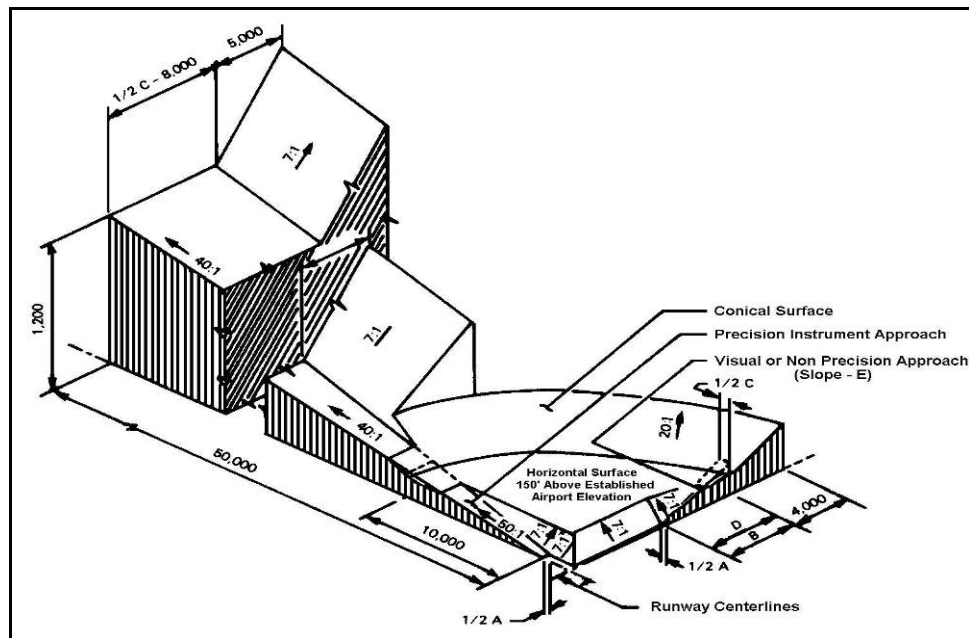 5,000
1/2 C - 8,000
7:1
40:1
1,200
7:1
Conical Surface
Precision Instrument Approach
Visual or Non Precision Approach
(Slope - E)
1/2 C
20:1
40:1
50,000
Horizontal Surface
150' Above Established
Airport Elevation
50:1
7:1
7:1
7:1
7:1
10,000
D
B
4,000
1/2 A
1/2 A
Runway Centerlines